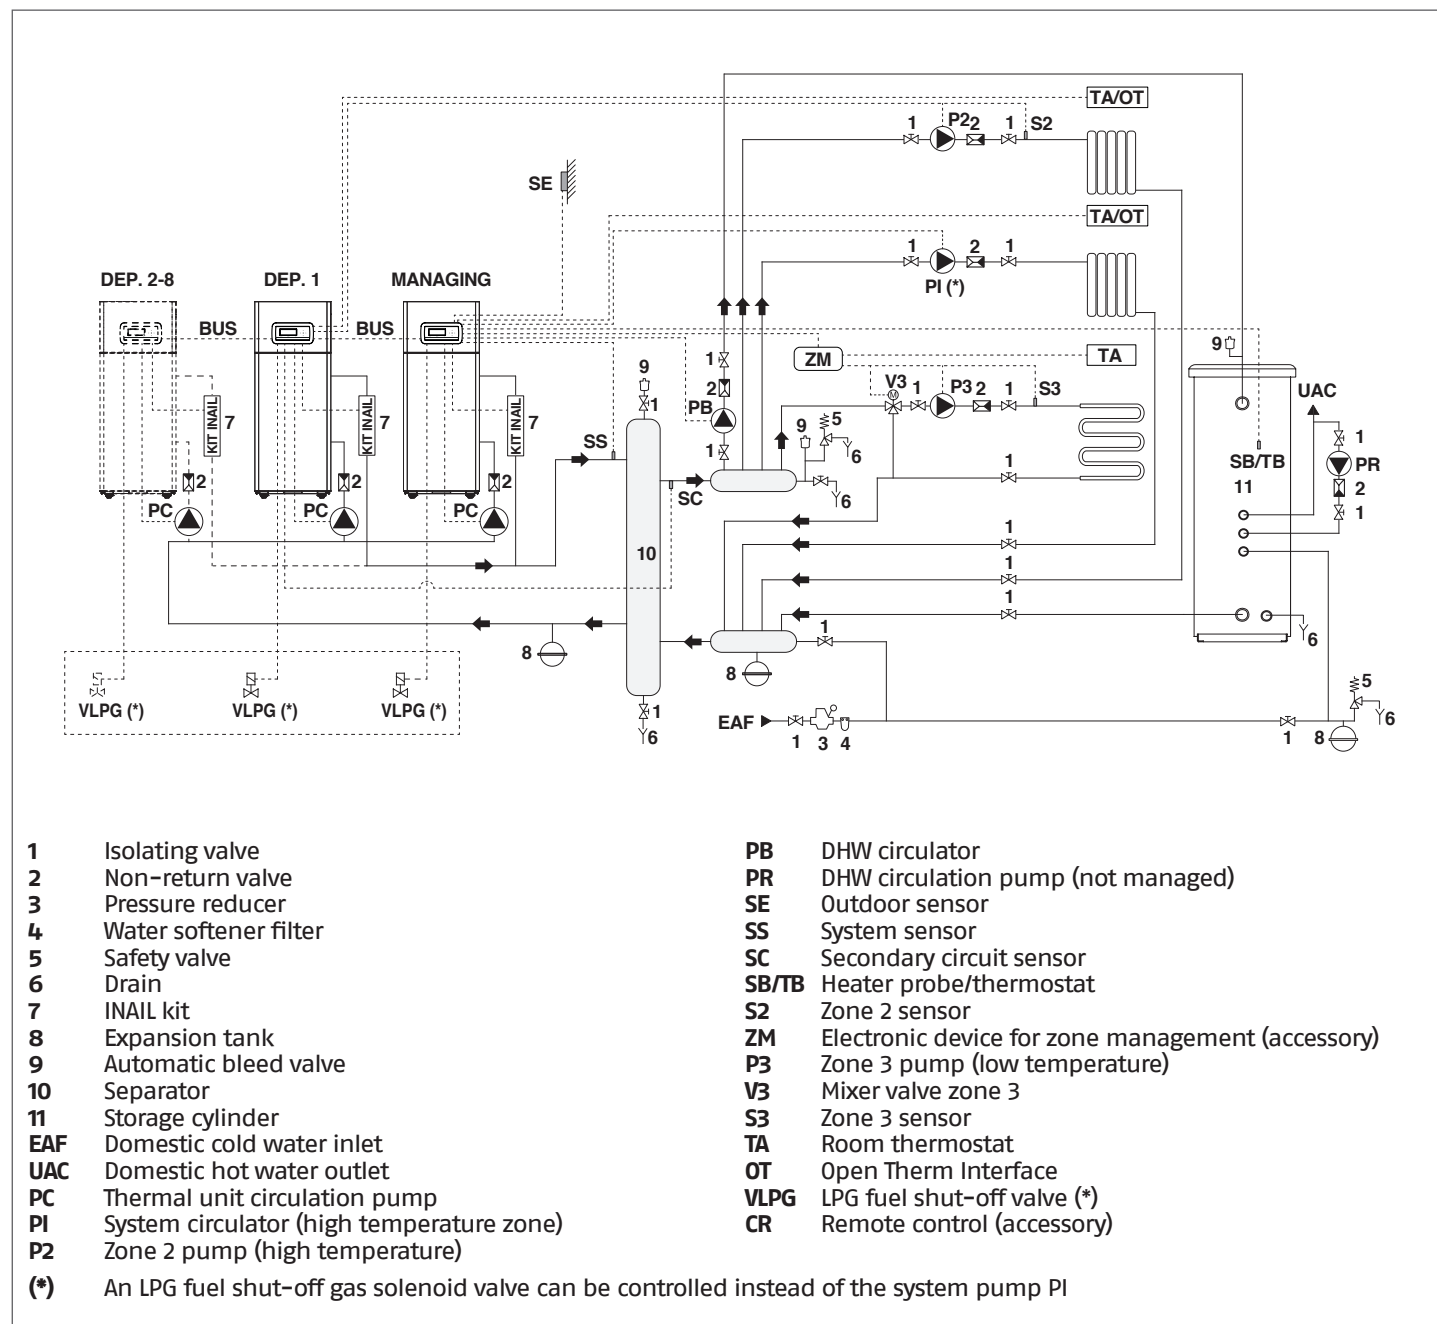 TA/OT
1 P2 2 1 S2
SE
TA/OT
1 2 1
PI (*)
DEP. 2-8 DEP. 1 MANAGING
BUS BUS
ZM TA
1
9
UAC
2
9
V3 1 P3 2 1 S3
1
PB
9 5
1
KIT INAIL 7 KIT INAIL 7 KIT INAIL 7
SS
1
6
1
SB/TB
PR
2 2 2
SC
6
11
2
PC PC PC
1
1
10
1
1
1
8
8
1
6
VLPG (*) VLPG (*) VLPG (*)
1
6
EAF
1 3 4
1
8
5
6
1 Isolating valve
2 Non-return valve
3 Pressure reducer
4 Water softener filter
5 Safety valve
6 Drain
7 INAIL kit
8 Expansion tank
9 Automatic bleed valve
10 Separator
11 Storage cylinder
EAF Domestic cold water inlet
UAC Domestic hot water outlet
PC Thermal unit circulation pump
PI System circulator (high temperature zone)
P2 Zone 2 pump (high temperature)
PB DHW circulator
PR DHW circulation pump (not managed)
SE Outdoor sensor
SS System sensor
SC Secondary circuit sensor
SB/TB Heater probe/thermostat
S2 Zone 2 sensor
ZM Electronic device for zone management (accessory)
P3 Zone 3 pump (low temperature)
V3 Mixer valve zone 3
S3 Zone 3 sensor
TA Room thermostat
OT Open Therm Interface
VLPG LPG fuel shut-off valve (*)
CR Remote control (accessory)
(*) An LPG fuel shut-off gas solenoid valve can be controlled instead of the system pump PI